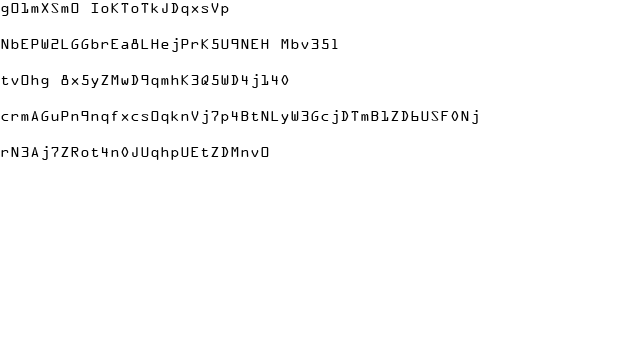 gO1mXSmO IoKToTkJDqxsVp
NbEPW2LGGbrEa8LHejPrK5U9NEH Mbv351
tvOhg 8x5yZMwD9qmhK3Q5WD4j140
crmAGuPn9nqfxcsOqknVj7p4BtNLyW3GcjDTmB1ZD6USF0Nj
rN3Aj7ZRot4n0JUqhpUEtZDMnvO